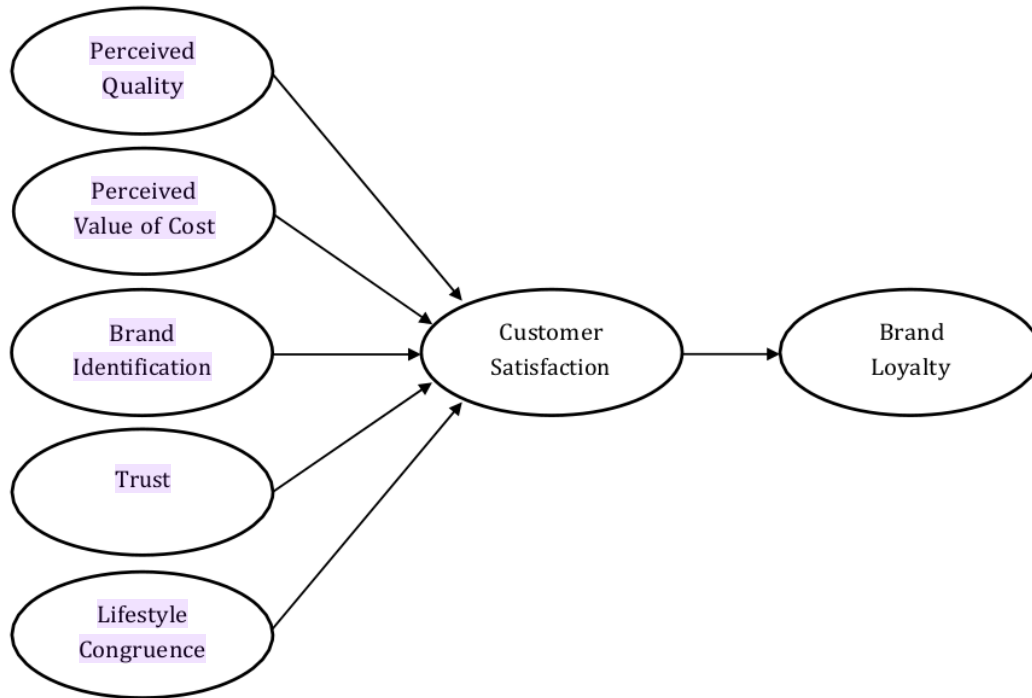 Perceived
Quality
Perceived
Value of Cost
Brand
Identification
Trust
Lifestyle
Congruence
Customer
Satisfaction
Brand
Loyalty